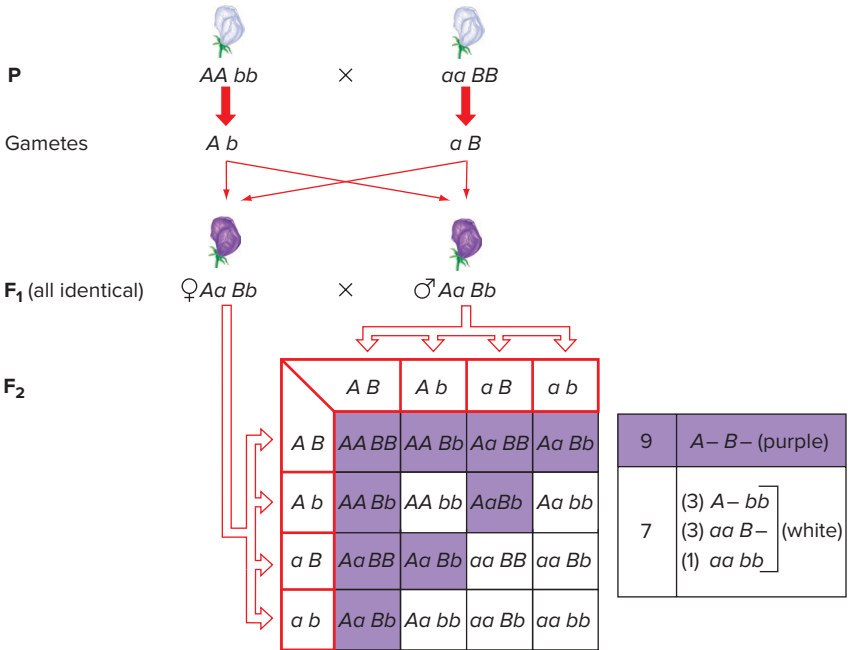 P AA bb × aa BB
Gametes A b a B
F₁ (all identical) ♀ Aa Bb × ♂ Aa Bb
F₂
A B A b a B a b
A B AA BB AA Bb Aa BB Aa Bb
A b AA Bb AA bb AaBb Aa bb
a B AaBB Aa Bb aa BB aa Bb
a b Aa Bb Aa bb aa Bb aa bb
9 A– B– (purple)
7
(3) A– bb
(3) aa B– (white)
(1) aa bb